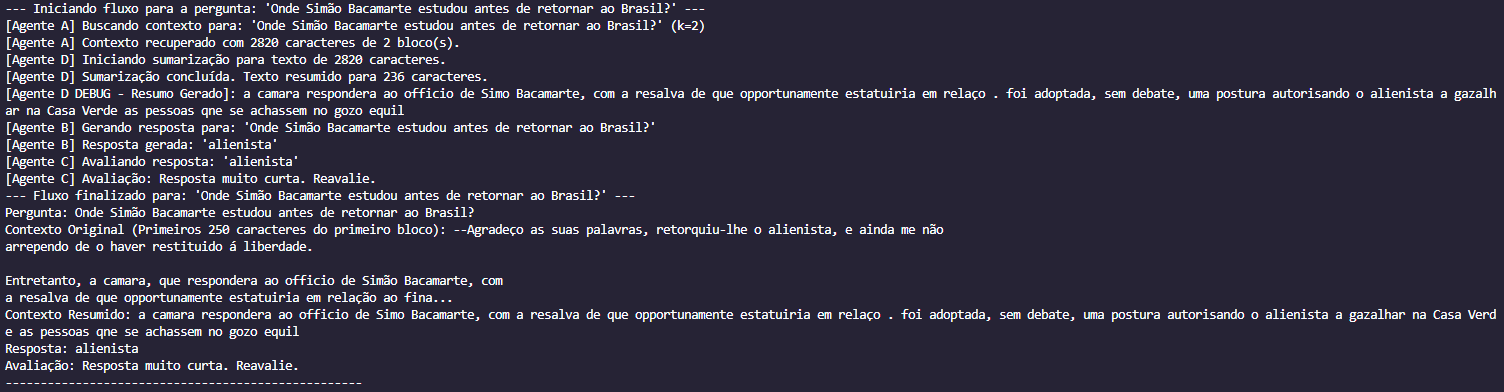 --- Iniciando fluxo para a pergunta: 'Onde Simão Bacamarte estudou antes de retornar ao Brasil?' ---
[Agente A] Buscando contexto para: 'Onde Simão Bacamarte estudou antes de retornar ao Brasil?' (k=2)
[Agente A] Contexto recuperado com 2820 caracteres de 2 bloco(s).
[Agente D] Iniciando sumarização para texto de 2820 caracteres.
[Agente D] Sumarização concluída. Texto resumido para 236 caracteres.
[Agente D DEBUG - Resumo Gerado]: a camara respondera ao officio de Simo Bacamarte, com a resalva de que opportunamente estatuiria em relaço . foi adoptada, sem debate, uma postura autorisando o alienista a gazalh
ar na Casa Verde as pessoas qne se achassem no gozo equil
[Agente B] Gerando resposta para: 'Onde Simão Bacamarte estudou antes de retornar ao Brasil?'
[Agente B] Resposta gerada: 'alienista'
[Agente C] Avaliando resposta: 'alienista'
[Agente C] Avaliação: Resposta muito curta. Reavalie.
--- Fluxo finalizado para: 'Onde Simão Bacamarte estudou antes de retornar ao Brasil?' ---
Pergunta: Onde Simão Bacamarte estudou antes de retornar ao Brasil?
Contexto Original (Primeiros 250 caracteres do primeiro bloco): --Agradeço as suas palavras, retorquiu-lhe o alienista, e ainda me não
arrependo de o haver restituido á liberdade.
Entretanto, a camara, que respondera ao officio de Simão Bacamarte, com
a resalva de que opportunamente estatuiria em relação ao fina...
Contexto Resumido: a camara respondera ao officio de Simo Bacamarte, com a resalva de que opportunamente estatuiria em relaço . foi adoptada, sem debate, uma postura autorisando o alienista a gazalhar na Casa Verd
e as pessoas qne se achassem no gozo equil
Resposta: alienista
Avaliação: Resposta muito curta. Reavalie.
--------------------------------------------------